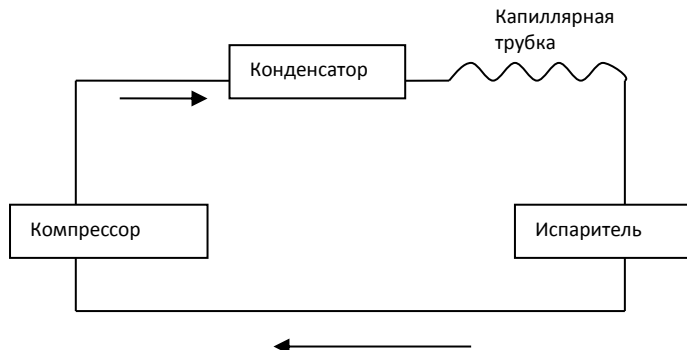 Капиллярная
трубка
Конденсатор
Компрессор
Испаритель